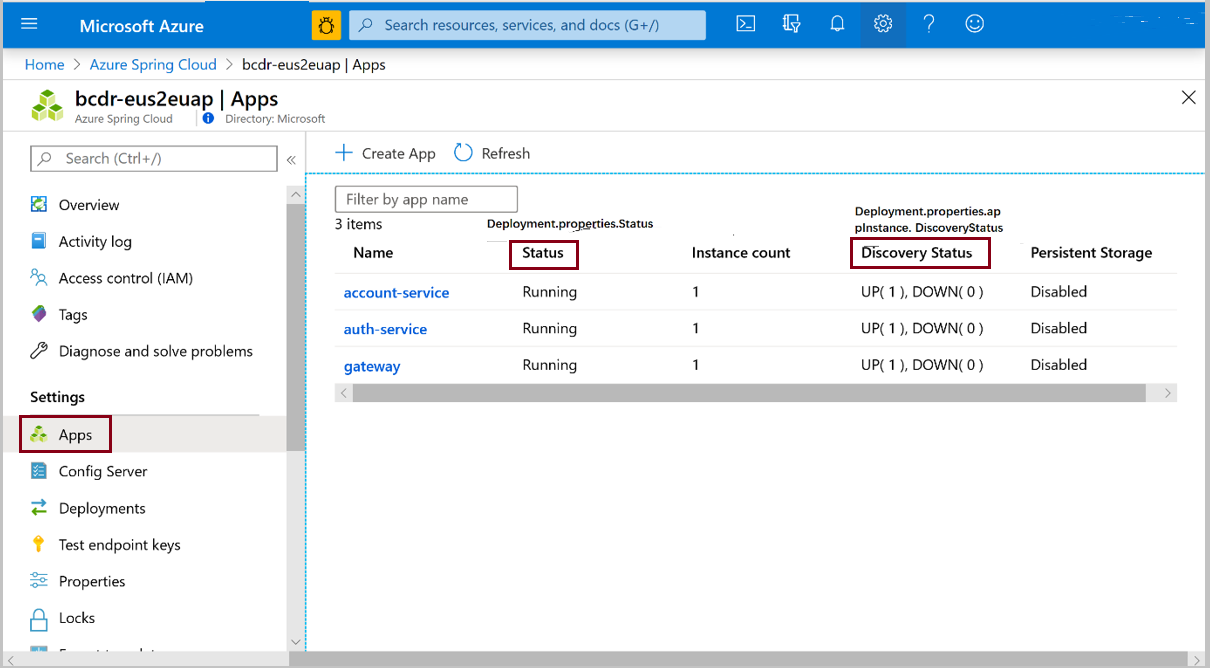 Microsoft Azure
Search resources, services, and docs (G+/)
Home > Azure Spring Cloud > bcdr-eus2euap | Apps
bcdr-eus2euap | Apps
Azure Spring Cloud
Directory: Microsoft
Search (Ctrl+/)
«
Create App
Refresh
Overview
Activity log
Access control (IAM)
Tags
Diagnose and solve problems
Settings
Apps
Config Server
Deployments
Test endpoint keys
Properties
Locks
Filter by app name
3 items
Deployment.properties.Status
Deployment.properties.ap
pInstance. DiscoveryStatus
Name Status Instance count Discovery Status Persistent Storage
account-service Running 1 UP( 1 ), DOWN( 0 ) Disabled
auth-service Running 1 UP( 1 ), DOWN( 0 ) Disabled
gateway Running 1 UP( 1 ), DOWN( 0 ) Disabled